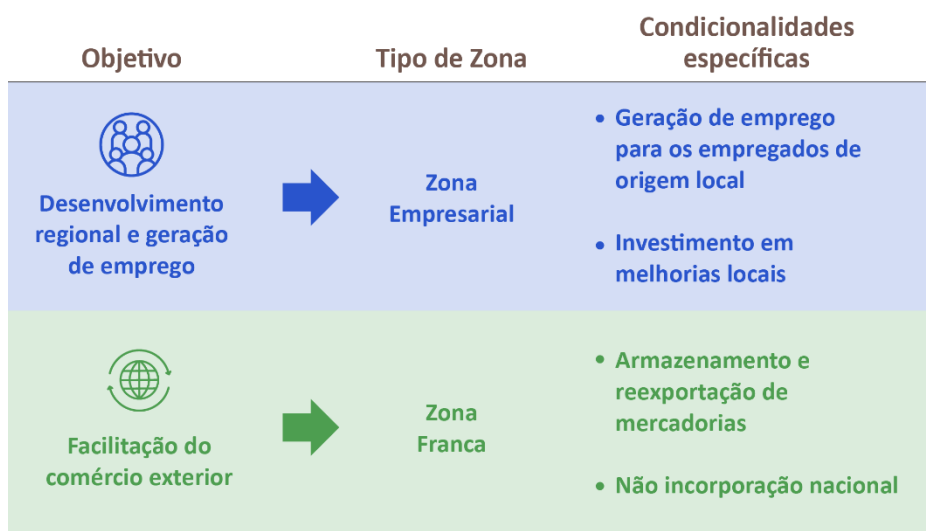 Objetivo
Tipo de Zona
Condicionalidades
específicas
Desenvolvimento
regional e geração
de emprego
Zona
Empresarial
• Geração de emprego
para os empregados de
origem local
• Investimento em
melhorias locais
Facilitação do
comércio exterior
Zona
Franca
• Armazenamento e
reexportação de
mercadorias
• Não incorporação nacional